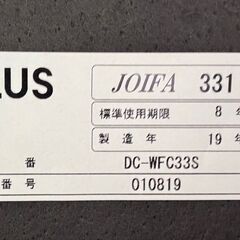 LUS
JOIFA 331
標準使用期限 8 年
製造年 19
番 DC-WFC33S
号 010819